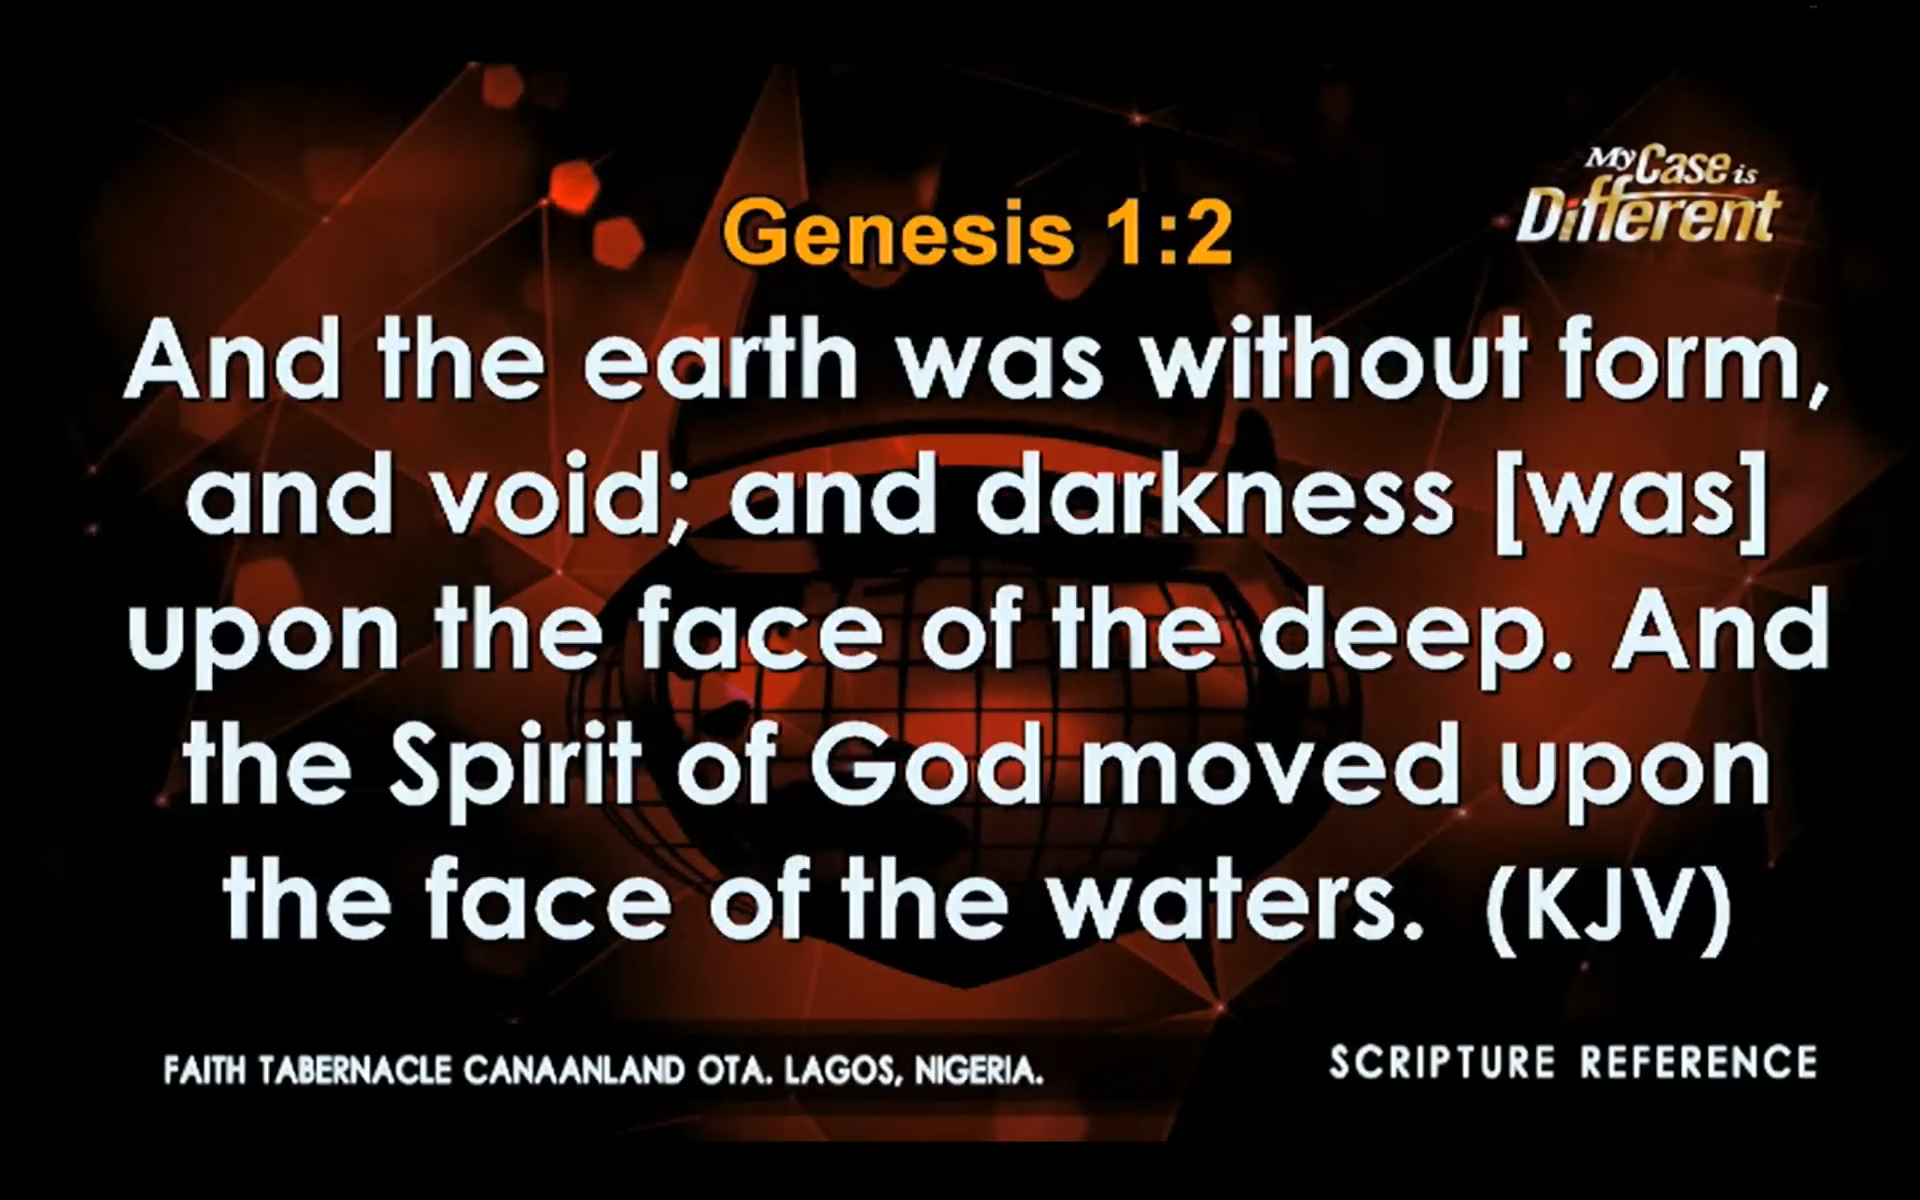 My Case is
Different
Genesis 1:2
And the earth was without form,
and void; and darkness [was]
upon the face of the deep. And
the Spirit of God moved upon
the face of the waters. (KJV)
FAITH TABERNACLE CANAANLAND OTA. LAGOS, NIGERIA.
SCRIPTURE REFERENCE